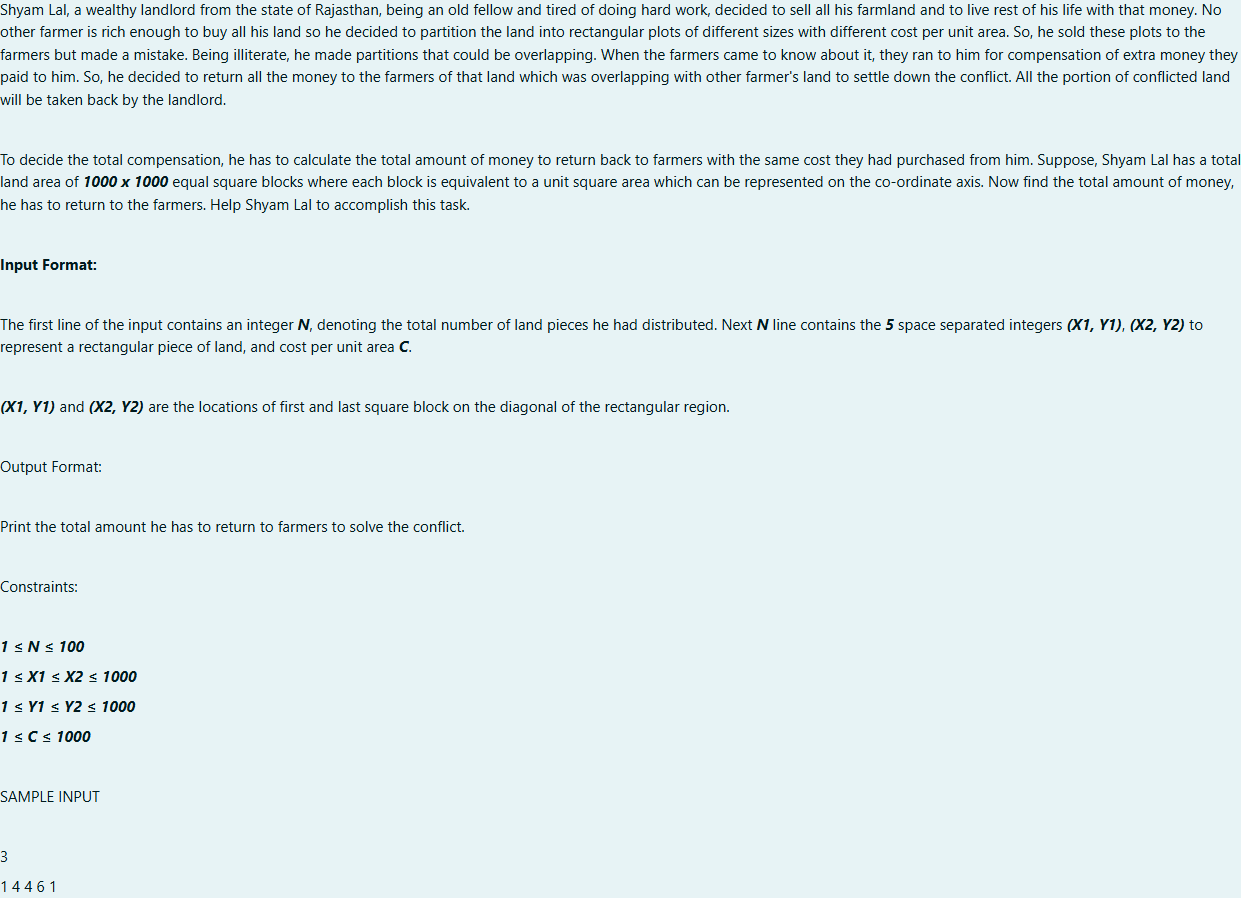 Shyam Lal, a wealthy landlord from the state of Rajasthan, being an old fellow and tired of doing hard work, decided to sell all his farmland and to live rest of his life with that money. No
other farmer is rich enough to buy all his land so he decided to partition the land into rectangular plots of different sizes with different cost per unit area. So, he sold these plots to the
farmers but made a mistake. Being illiterate, he made partitions that could be overlapping. When the farmers came to know about it, they ran to him for compensation of extra money they
paid to him. So, he decided to return all the money to the farmers of that land which was overlapping with other farmer's land to settle down the conflict. All the portion of conflicted land
will be taken back by the landlord.
To decide the total compensation, he has to calculate the total amount of money to return back to farmers with the same cost they had purchased from him. Suppose, Shyam Lal has a total
land area of 1000 x 1000 equal square blocks where each block is equivalent to a unit square area which can be represented on the co-ordinate axis. Now find the total amount of money,
he has to return to the farmers. Help Shyam Lal to accomplish this task.
Input Format:
The first line of the input contains an integer N, denoting the total number of land pieces he had distributed. Next N line contains the 5 space separated integers (X1, Y1), (X2, Y2) to
represent a rectangular piece of land, and cost per unit area C.
(X1, Y1) and (X2, Y2) are the locations of first and last square block on the diagonal of the rectangular region.
Output Format:
Print the total amount he has to return to farmers to solve the conflict.
Constraints:
1 ≤ N ≤ 100
1 ≤ X1 ≤ X2 ≤ 1000
1 ≤ Y1 ≤ Y2 ≤ 1000
1 ≤ C ≤ 1000
SAMPLE INPUT
3
1 4 4 6 1